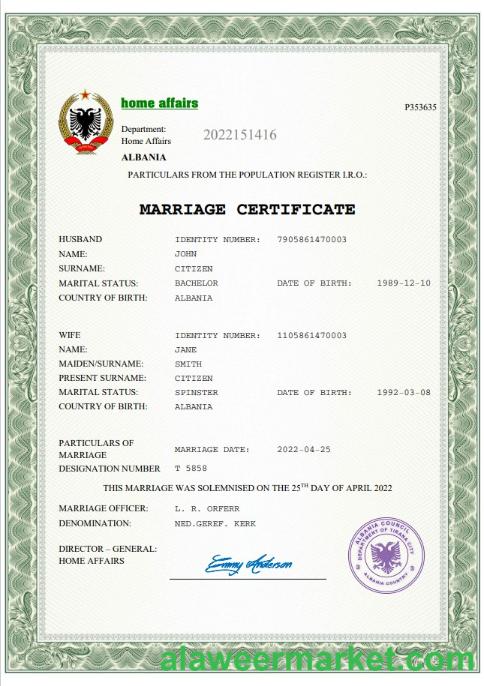 home affairs
P353635
Department:
Home Affairs
2022151416
ALBANIA
PARTICULARS FROM THE POPULATION REGISTER I.R.O.:
MARRIAGE CERTIFICATE
HUSBAND IDENTITY NUMBER: 7905861470003
NAME: JOHN
SURNAME: CITIZEN
MARITAL STATUS: BACHELOR DATE OF BIRTH: 1989-12-10
COUNTRY OF BIRTH: ALBANIA
WIFE IDENTITY NUMBER: 1105861470003
NAME: JANE
MAIDEN/SURNAME: SMITH
PRESENT SURNAME: CITIZEN
MARITAL STATUS: SPINSTER DATE OF BIRTH: 1992-03-08
COUNTRY OF BIRTH: ALBANIA
PARTICULARS OF
MARRIAGE MARRIAGE DATE: 2022-04-25
DESIGNATION NUMBER T 5858
THIS MARRIAGE WAS SOLEMNISED ON THE 25TH DAY OF APRIL 2022
MARRIAGE OFFICER: L. R. ORFERR
DENOMINATION: NED.GEREF. KERK
DIRECTOR – GENERAL:
HOME AFFAIRS
Emmy Anderson
ALBANIA COUNCIL
DEPARTMENT OF TIRANA CITY
ALBANIA COUNTRY
alaweermarket.com